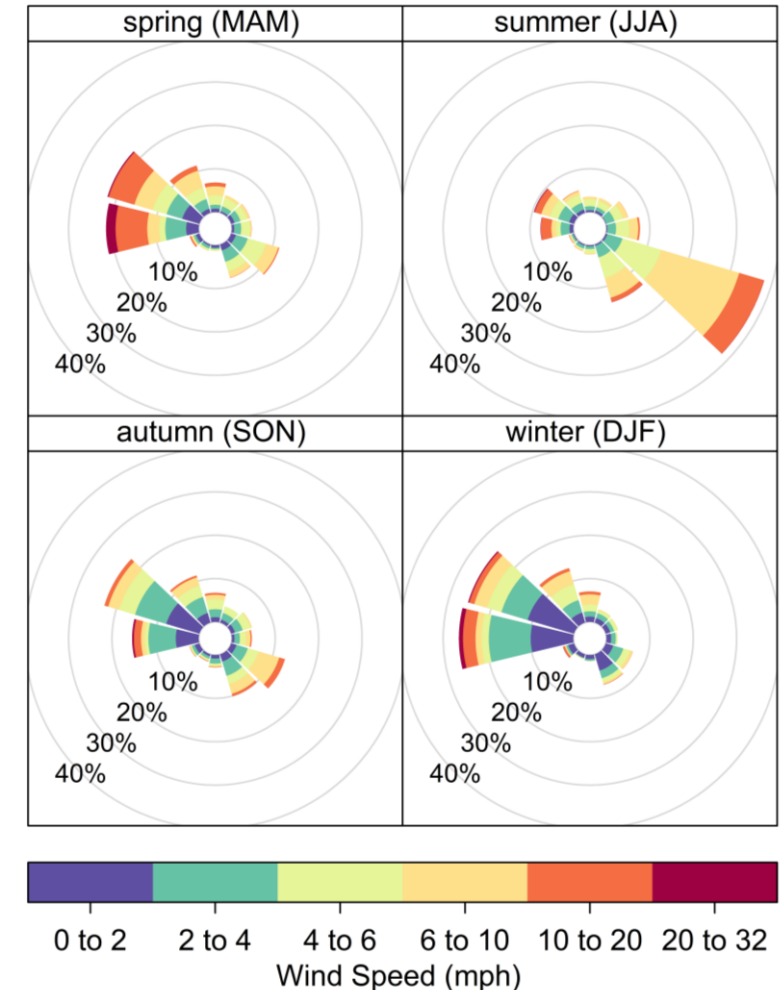 spring (MAM)
summer (JJA)
10%
20%
30%
40%
10%
20%
30%
40%
autumn (SON)
winter (DJF)
10%
20%
30%
40%
10%
20%
30%
40%
0 to 2 2 to 4 4 to 6 6 to 10 10 to 20 20 to 32
Wind Speed (mph)